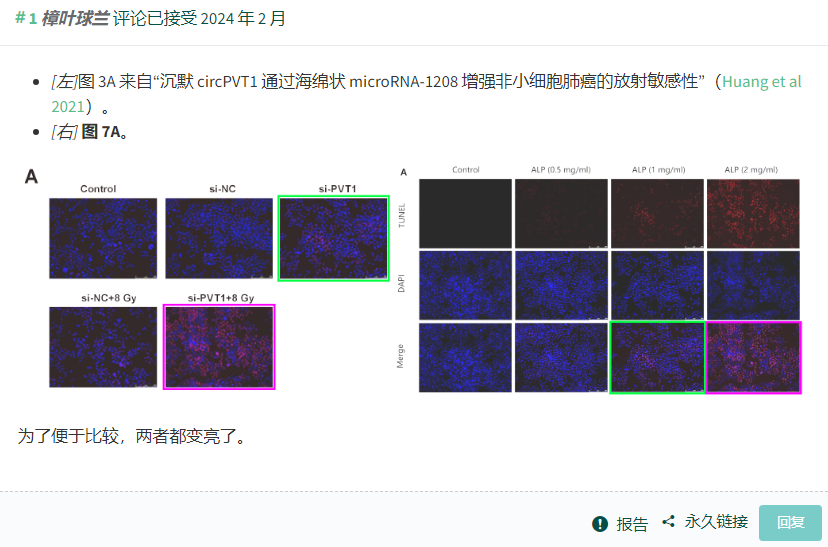 #1 樟叶球兰 评论已接受 2024 年 2 月
[左]图 3A 来自“沉默 circPVT1 通过海绵状 microRNA-1208 增强非小细胞肺癌的放射敏感性”（Huang et al
2021）。
[右] 图 7A。
A
Control si-NC si-PVT1
si-NC+8 Gy si-PVT1+8 Gy
A
Control ALP (0.5 mg/ml) ALP (1 mg/ml) ALP (2 mg/ml)
TUNEL
DAPI
Merge
为了便于比较，两者都变亮了。
报告 永久链接 回复